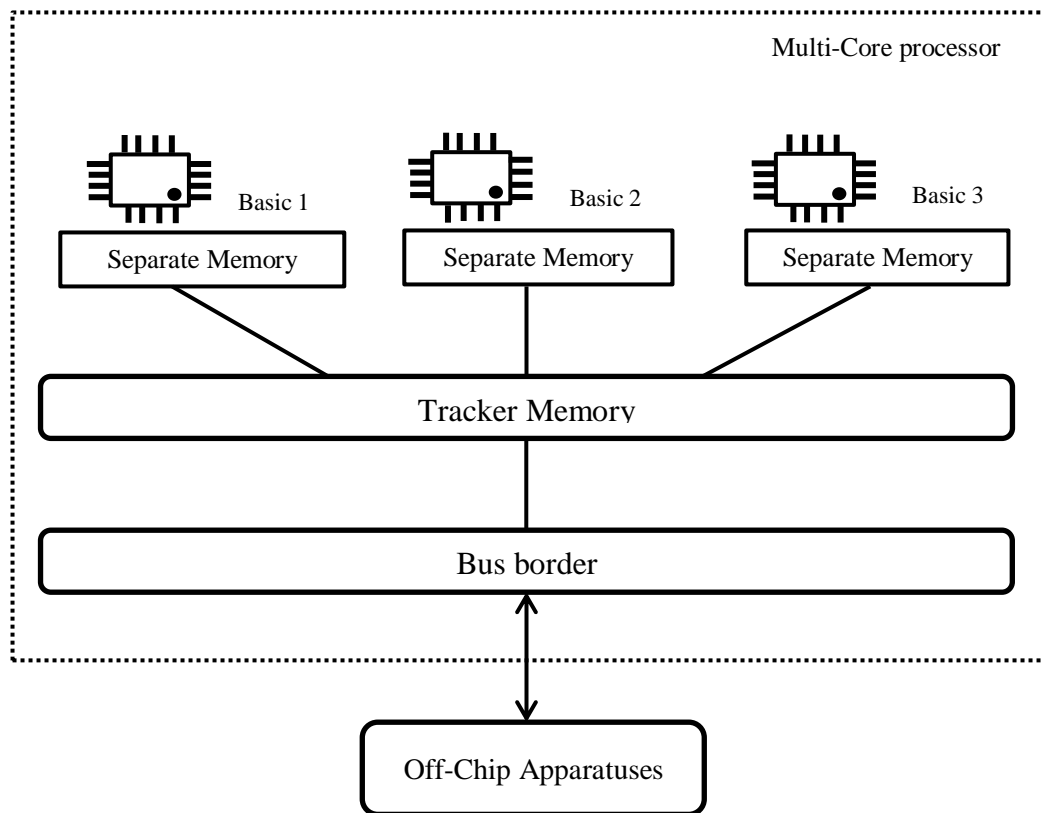 Multi-Core processor
Basic 1
Basic 2
Basic 3
Separate Memory
Separate Memory
Separate Memory
Tracker Memory
Bus border
Off-Chip Apparatuses